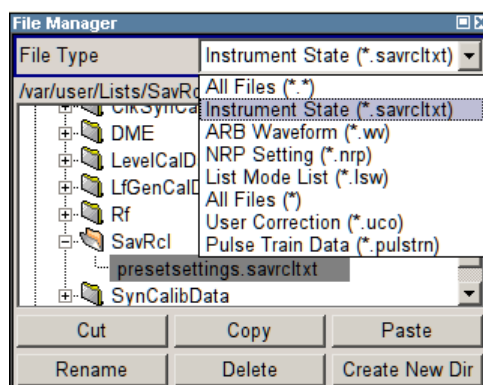 File Manager
File Type Instrument State (*.savrcltxt)
/var/user/Lists/SavRc
All Files (*.*)
Instrument State (*.savrcltxt)
ARB Waveform (*.wv)
NRP Setting (*.nrp)
List Mode List (*.lsw)
All Files (*)
User Correction (*.uco)
Pulse Train Data (*.pulstrn)
ClkSynCa
DME
LevelCalD
LfGenCalD
Rf
SavRcl
presetsettings.savrcltxt
SynCalibData
Cut Copy Paste
Rename Delete Create New Dir